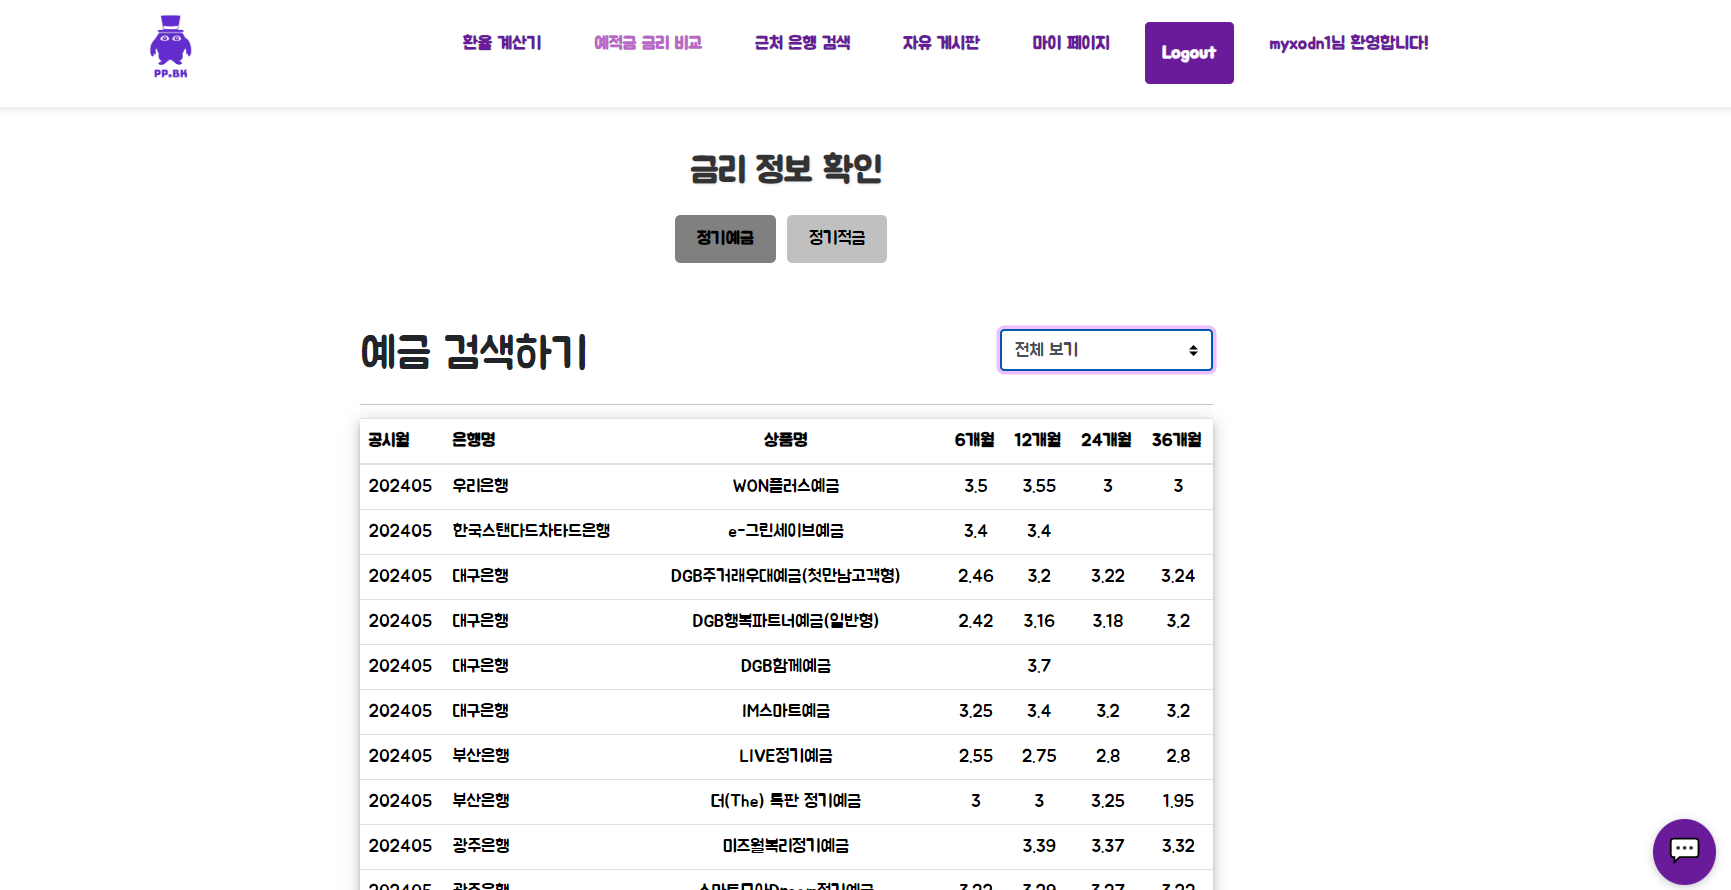 PP.BK
환율 계산기 예적금 금리 비교 근처 은행 검색 자유 게시판 마이 페이지 Logout myxodn1님 환영합니다!
금리 정보 확인
정기예금 정기적금
예금 검색하기 전체 보기
공시월 은행명 상품명 6개월 12개월 24개월 36개월
202405 우리은행 WON플러스예금 3.5 3.55 3 3
202405 한국스탠다드차타드은행 e-그린세이브예금 3.4 3.4
202405 대구은행 DGB주거래우대예금(첫만남고객형) 2.46 3.2 3.22 3.24
202405 대구은행 DGB행복파트너예금(일반형) 2.42 3.16 3.18 3.2
202405 대구은행 DGB함께예금 3.7
202405 대구은행 IM스마트예금 3.25 3.4 3.2 3.2
202405 부산은행 LIVE정기예금 2.55 2.75 2.8 2.8
202405 부산은행 더(The) 특판 정기예금 3 3 3.25 1.95
202405 광주은행 미즈월복리정기예금 3.39 3.37 3.32
202405 광주은행